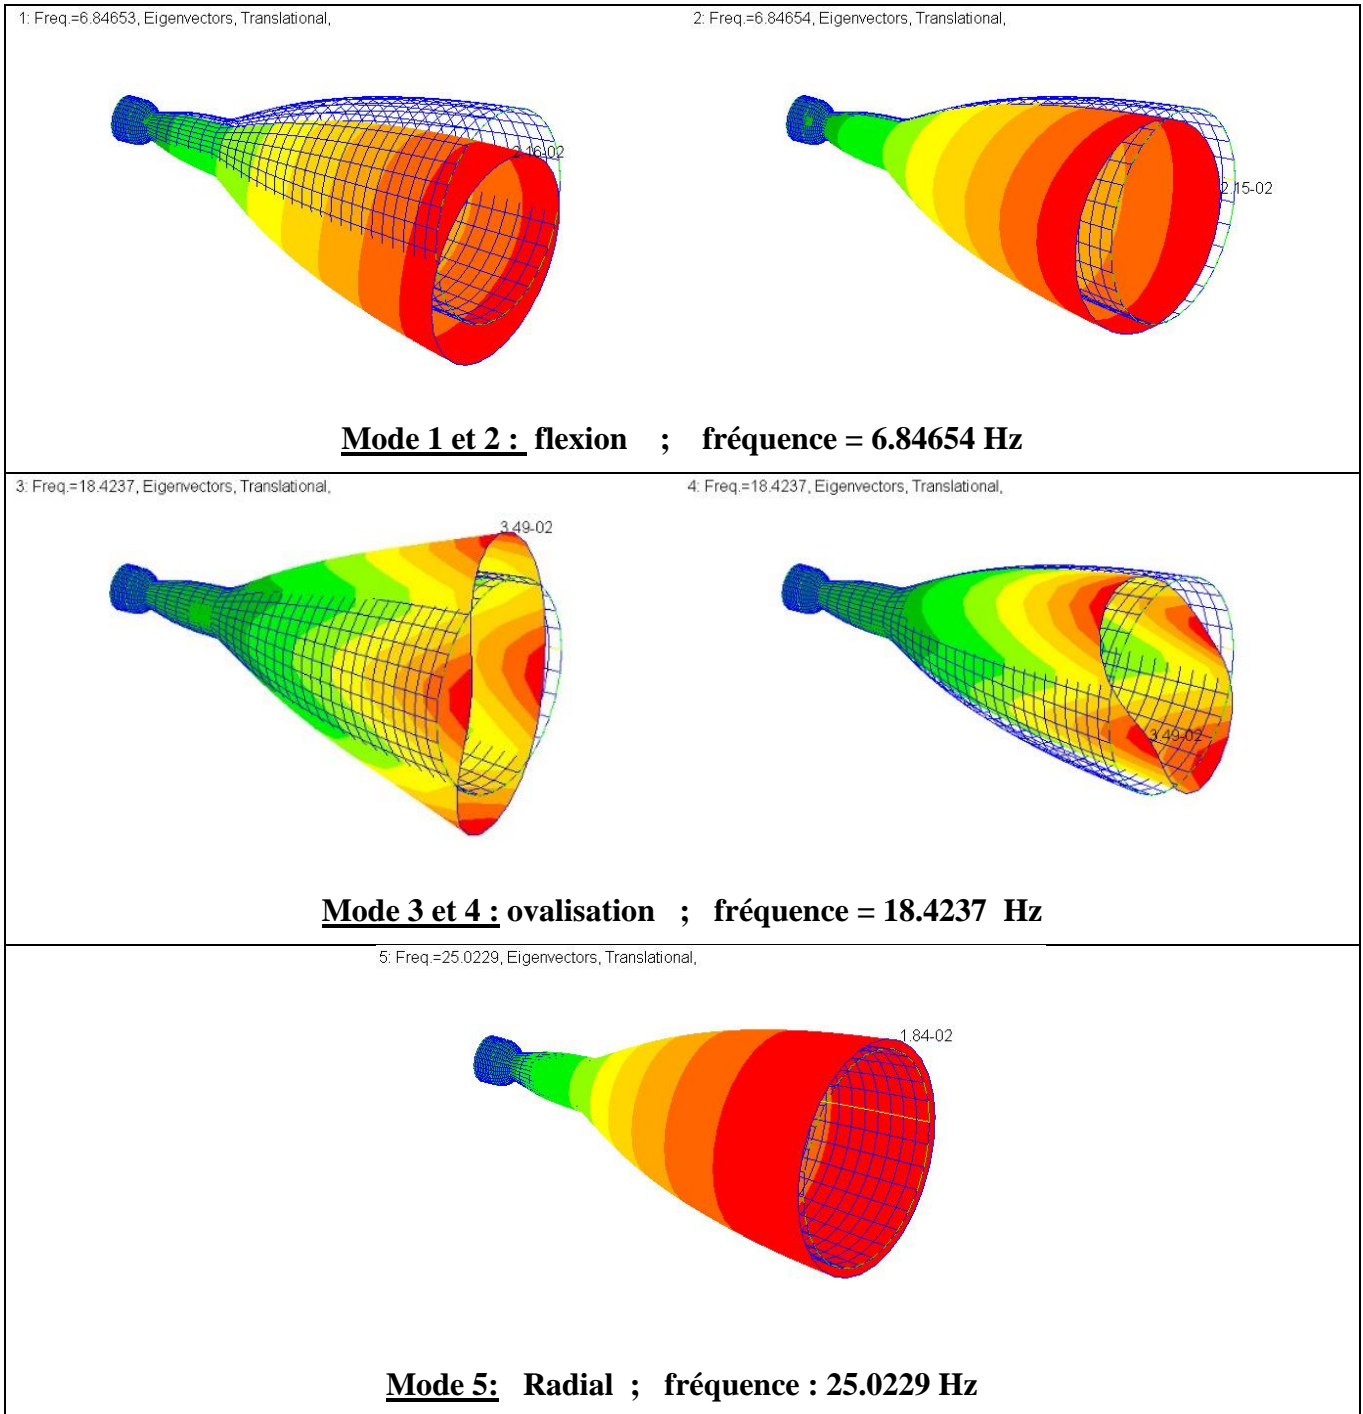 1: Freq.=6.84653, Eigenvectors, Translational,
2: Freq.=6.84654, Eigenvectors, Translational,
2.15-02
Mode 1 et 2 : flexion ; fréquence = 6.84654 Hz
3: Freq.=18.4237, Eigenvectors, Translational,
4: Freq.=18.4237, Eigenvectors, Translational,
3.49-02
3.49-02
Mode 3 et 4 : ovalisation ; fréquence = 18.4237 Hz
5: Freq.=25.0229, Eigenvectors, Translational,
1.84-02
Mode 5: Radial ; fréquence : 25.0229 Hz